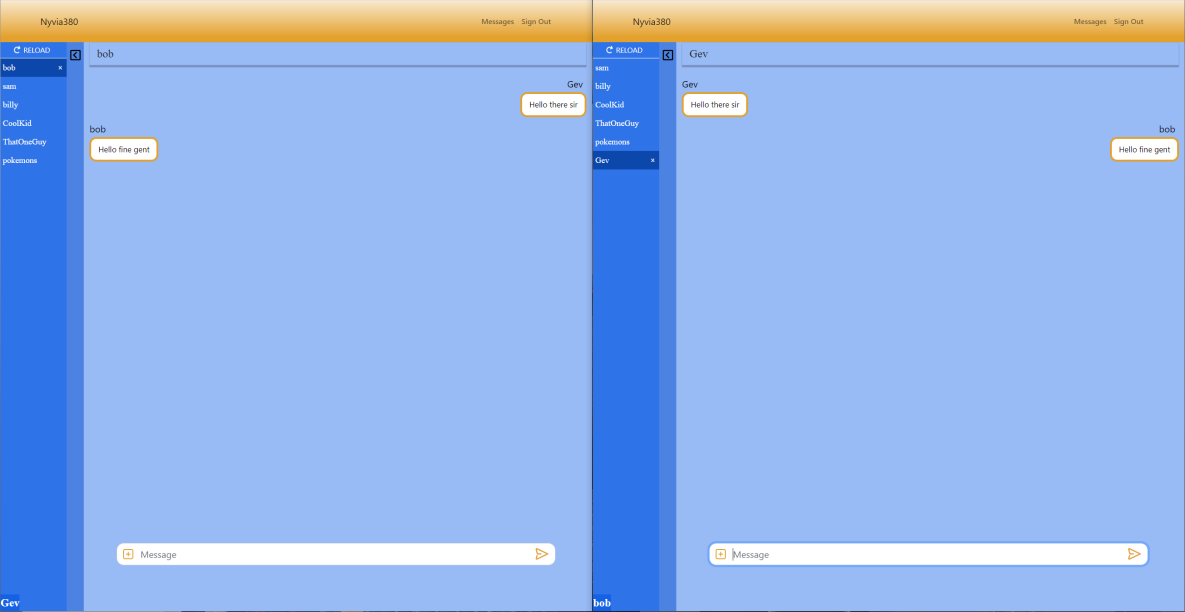 Nyvia380
Messages Sign Out
RELOAD
bob
bob ×
sam
billy
CoolKid
ThatOneGuy
pokemons
Gev
Hello there sir
bob
Hello fine gent
Message
Gev
Nyvia380
Messages Sign Out
RELOAD
Gev
sam
billy
CoolKid
ThatOneGuy
pokemons
Gev ×
Gev
Hello there sir
bob
Hello fine gent
Message
bob